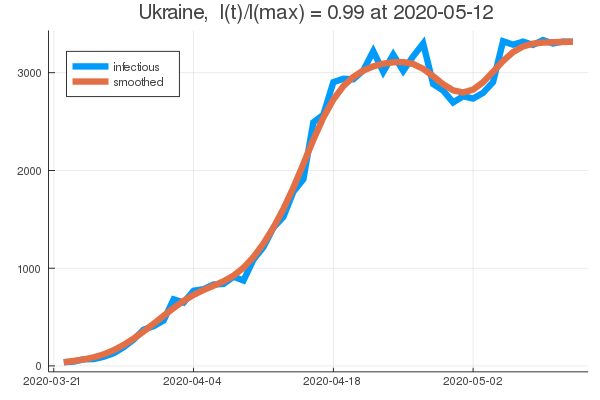 Ukraine,  I(t)/I(max) = 0.99 at 2020-05-12
infectious
smoothed
3000
2000
1000
0
2020-03-21
2020-04-04
2020-04-18
2020-05-02